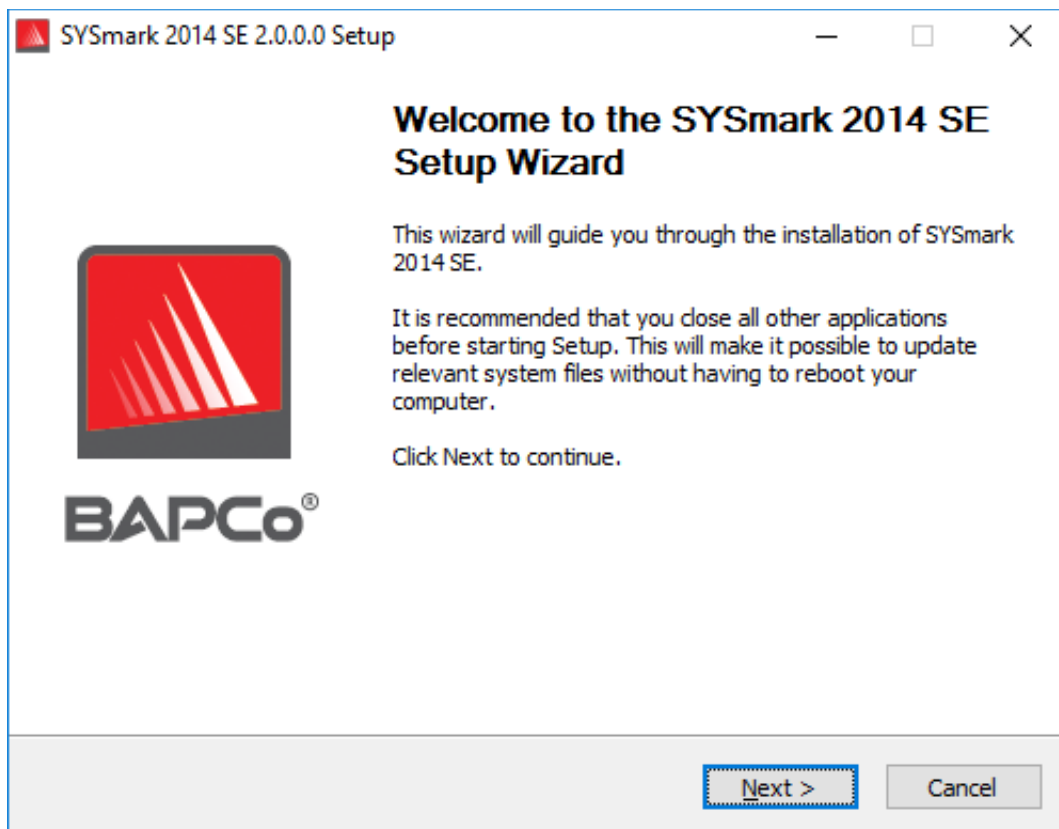 SYSmark 2014 SE 2.0.0.0 Setup
Welcome to the SYSmark 2014 SE
Setup Wizard
This wizard will guide you through the installation of SYSmark
2014 SE.
It is recommended that you close all other applications
before starting Setup. This will make it possible to update
relevant system files without having to reboot your
computer.
Click Next to continue.
BAPCo®
Next >
Cancel